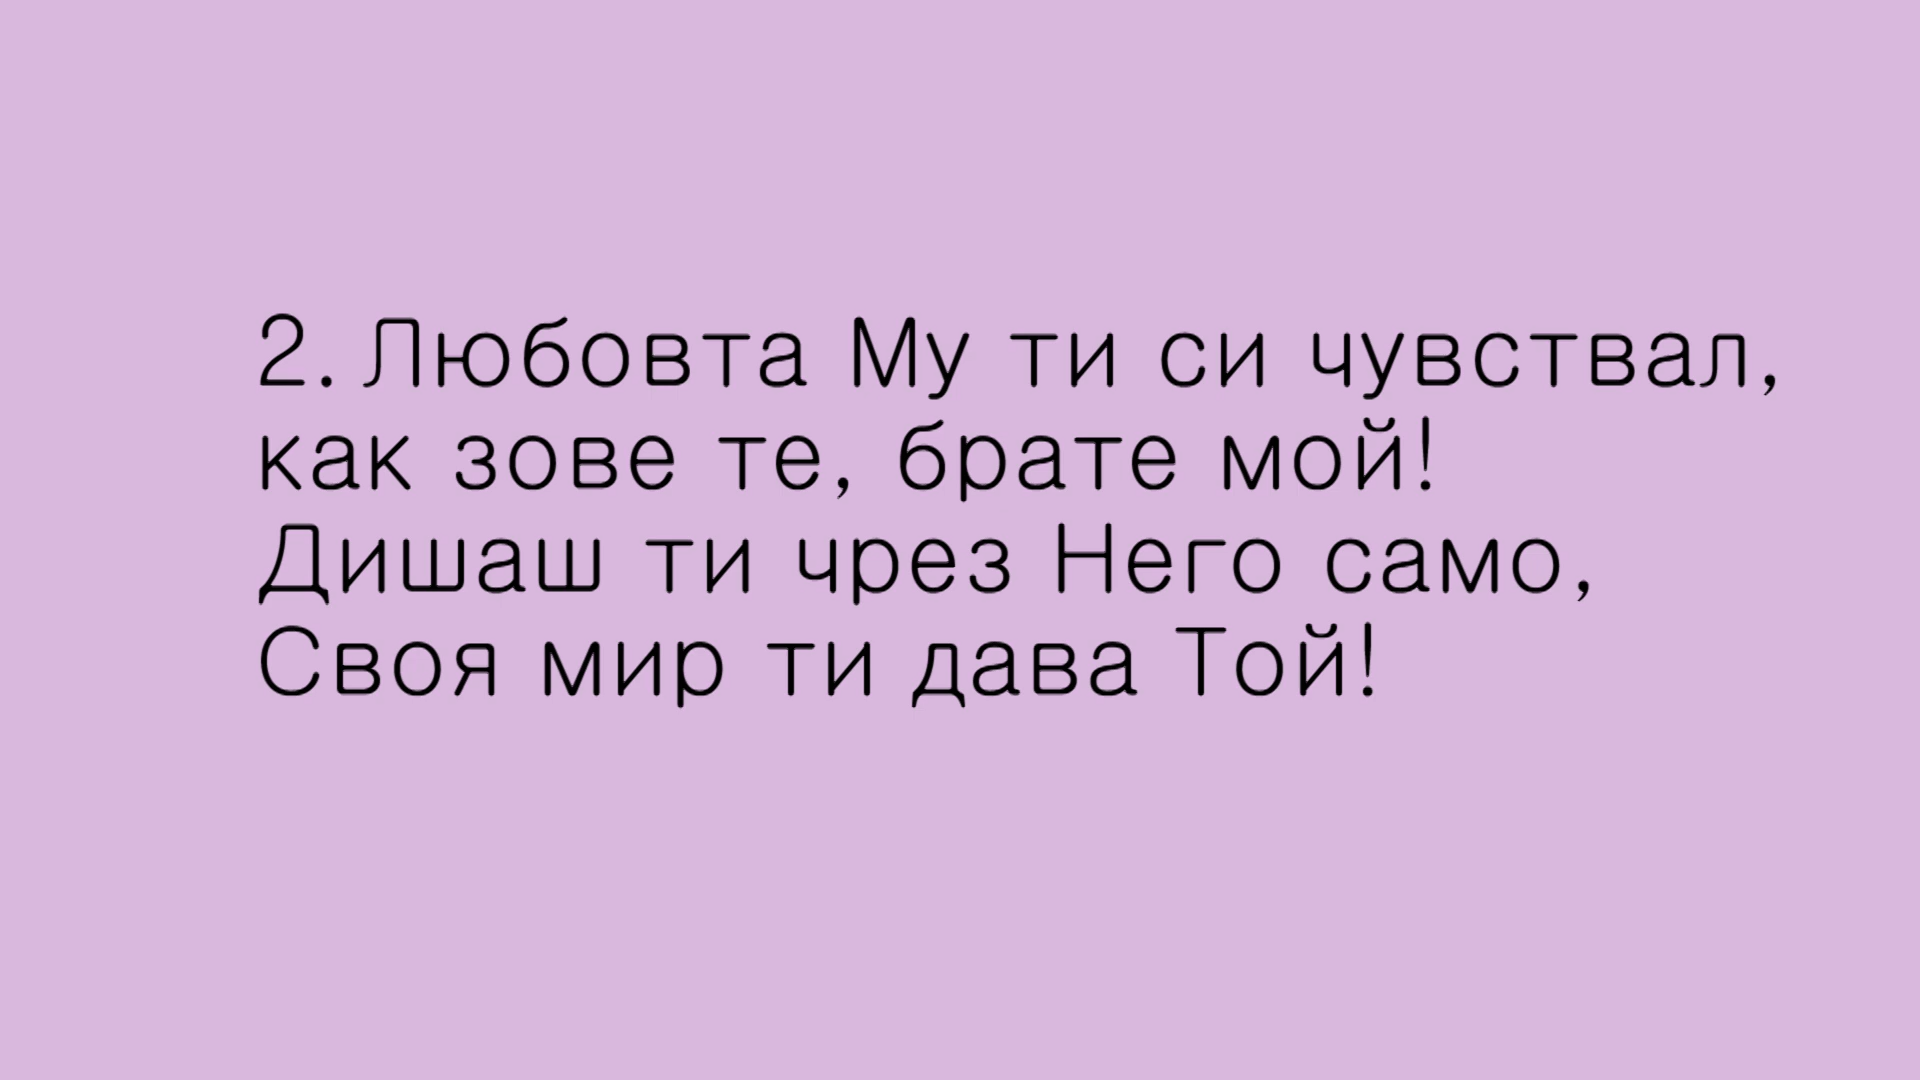 2. Любовта Му ти си чувствал,
как зове те, брате мой!
Дишаш ти чрез Него само,
Своя мир ти дава Той!